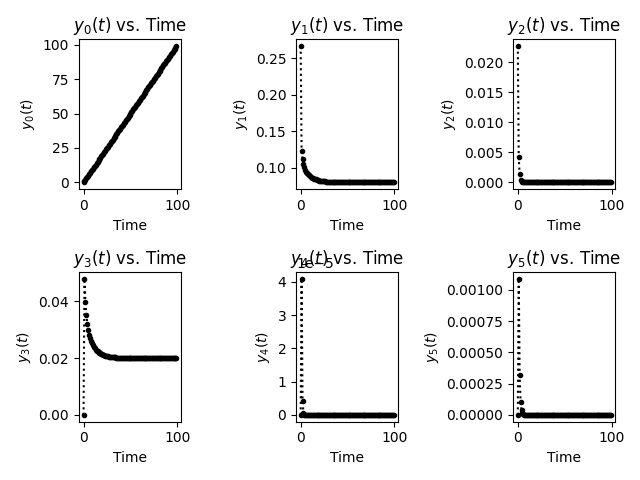 y₀(t) vs. Time
y₁(t) vs. Time
y₂(t) vs. Time
100
75
50
25
0
y₀(t)
0 100
Time
0.25
0.20
0.15
0.10
y₁(t)
0 100
Time
0.020
0.015
0.010
0.005
0.000
y₂(t)
0 100
Time
y₃(t) vs. Time
y₄(t) vs. Time
y₅(t) vs. Time
0.04
0.02
0.00
y₃(t)
0 100
Time
1e−5
4
3
2
1
0
y₄(t)
0 100
Time
0.00100
0.00075
0.00050
0.00025
0.00000
y₅(t)
0 100
Time